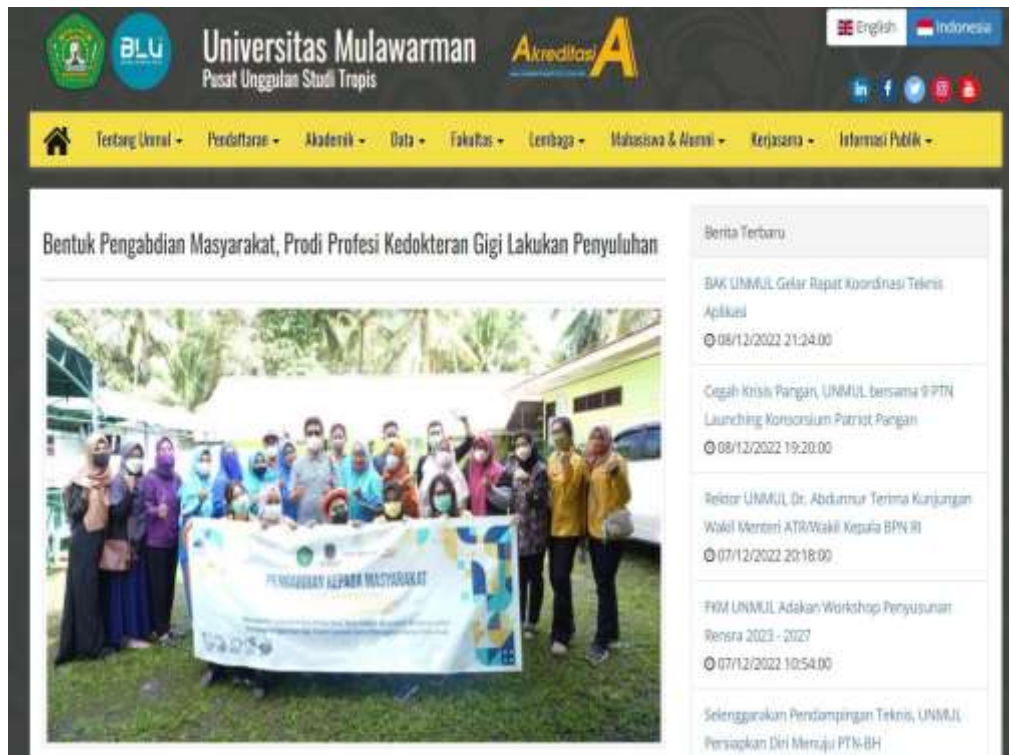 BLU
Universitas Mulawarman
Pusat Unggulan Studi Tropis
Akreditasi A
English
Indonesia
Tentang Unmul
Pendaftaran
Akademik
Data
Fakultas
Lembaga
Mahasiswa & Alumni
Kerjasama
Informasi Publik
Bentuk Pengabdian Masyarakat, Prodi Profesi Kedokteran Gigi Lakukan Penyuluhan
PENGABDIAN KEPADA MASYARAKAT
Berita Terbaru
BAK UNMUL Gelar Rapat Koordinasi Teknis
Aplikasi
08/12/2022 21:24:00
Cegah Krisis Pangan, UNMUL bersama 9 PTN
Launching Konsorsium Patriot Pangan
08/12/2022 19:20:00
Rektor UNMUL Dr. Abdunnur Terima Kunjungan
Wakil Menteri ATR/Wakil Kepala BPN RI
07/12/2022 20:18:00
FKM UNMUL Adakan Workshop Penyusunan
Rensra 2023 - 2027
07/12/2022 10:54:00
Selenggarakan Pendampingan Teknis, UNMUL
Persiapkan Diri Menuju PTN-BH